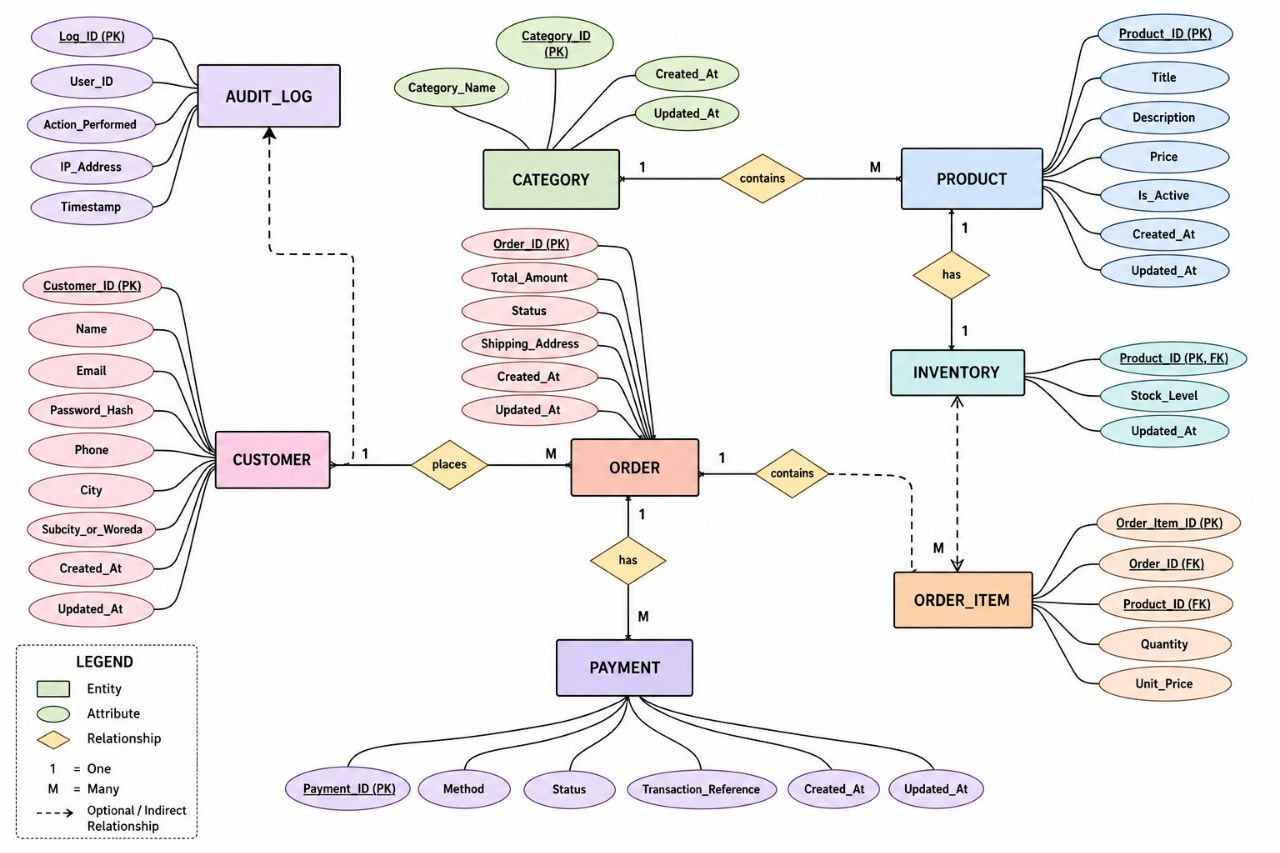 Log_ID (PK)
User_ID
Action_Performed
IP_Address
Timestamp
AUDIT_LOG
Category_ID
(PK)
Category_Name
Created_At
Updated_At
CATEGORY
1
contains
M
PRODUCT
Product_ID (PK)
Title
Description
Price
Is_Active
Created_At
Updated_At
1
has
1
INVENTORY
Product_ID (PK, FK)
Stock_Level
Updated_At
Order_ID (PK)
Total_Amount
Status
Shipping_Address
Created_At
Updated_At
Customer_ID (PK)
Name
Email
Password_Hash
Phone
City
Subcity_or_Woreda
Created_At
Updated_At
CUSTOMER
1
places
M
ORDER
1
contains
M
ORDER_ITEM
Order_Item_ID (PK)
Order_ID (FK)
Product_ID (FK)
Quantity
Unit_Price
1
has
M
PAYMENT
Payment_ID (PK)
Method
Status
Transaction_Reference
Created_At
Updated_At
LEGEND
Entity
Attribute
Relationship
1 = One
M = Many
Optional / Indirect
Relationship